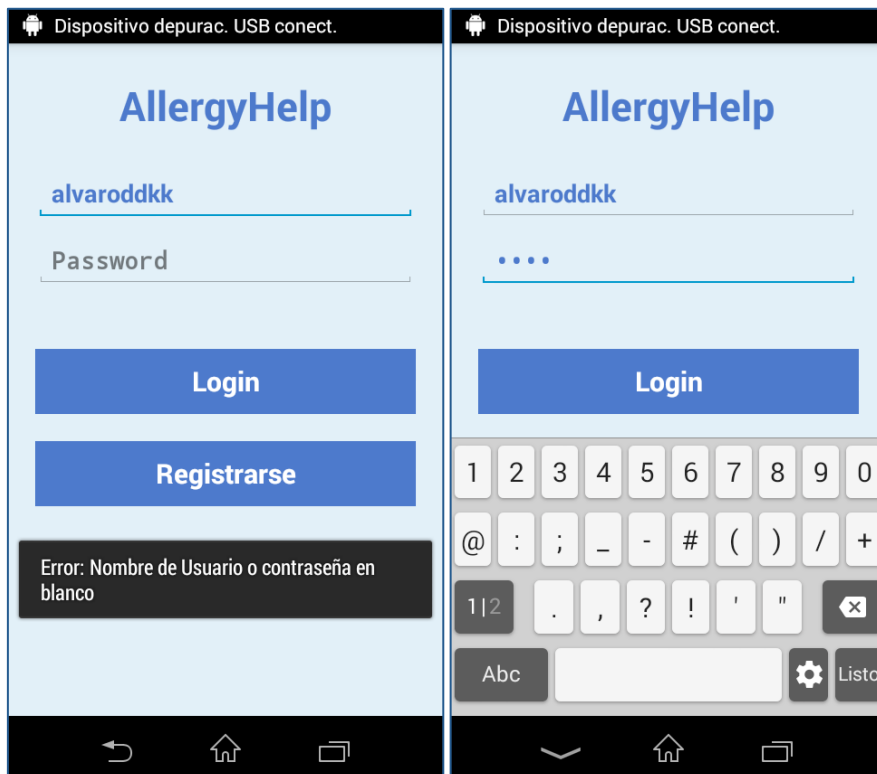 Dispositivo depurac. USB conect.
AllergyHelp
alvaroddkk
Password
Login
Registrarse
Error: Nombre de Usuario o contraseña en
blanco
Dispositivo depurac. USB conect.
AllergyHelp
alvaroddkk
••••
Login
1 2 3 4 5 6 7 8 9 0
@ : ; _ - # ( ) / +
1|2 . , ? ! ' "
Abc Listo